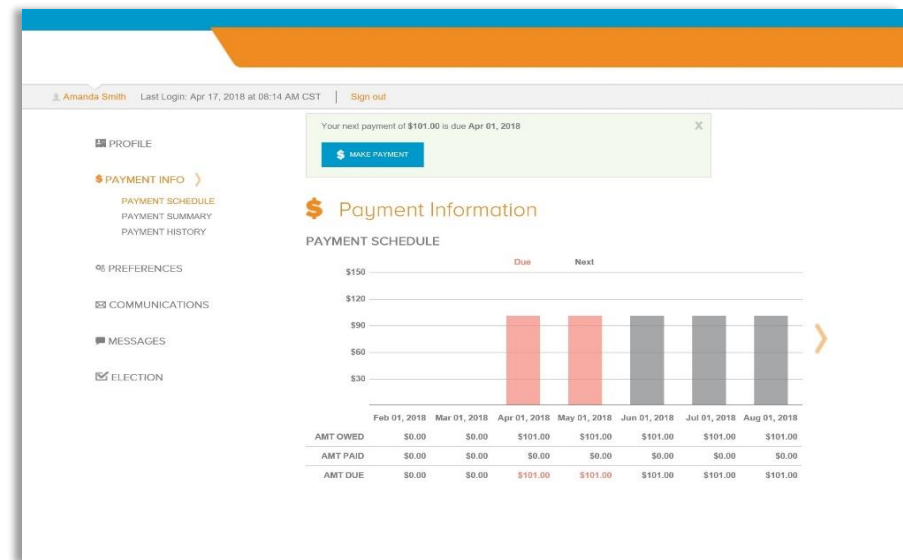 Amanda Smith Last Login: Apr 17, 2018 at 08:14 AM CST | Sign out
Your next payment of $101.00 is due Apr 01, 2018 X
$ MAKE PAYMENT
PROFILE
$ PAYMENT INFO
PAYMENT SCHEDULE
PAYMENT SUMMARY
PAYMENT HISTORY
PREFERENCES
COMMUNICATIONS
MESSAGES
ELECTION
$ Payment Information
PAYMENT SCHEDULE
Due Next
$150
$120
$90
$60
$30
Feb 01, 2018 Mar 01, 2018 Apr 01, 2018 May 01, 2018 Jun 01, 2018 Jul 01, 2018 Aug 01, 2018
AMT OWED $0.00 $0.00 $101.00 $101.00 $101.00 $101.00 $101.00
AMT PAID $0.00 $0.00 $0.00 $0.00 $0.00 $0.00 $0.00
AMT DUE $0.00 $0.00 $101.00 $101.00 $101.00 $101.00 $101.00